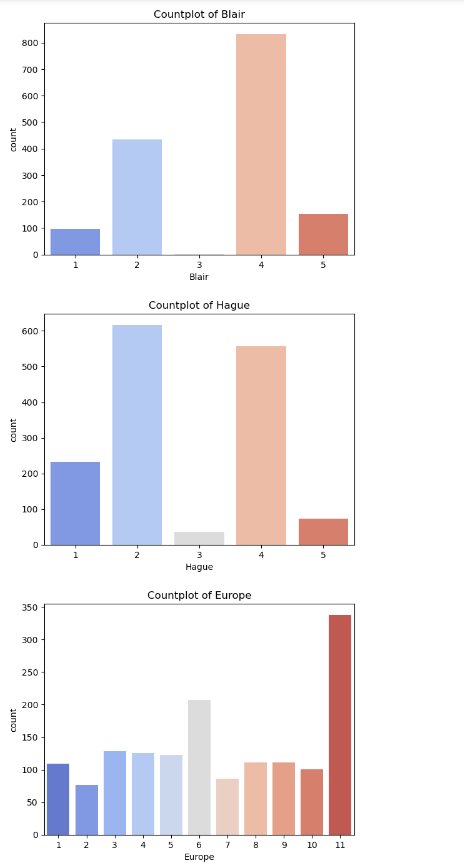 Countplot of Blair
800
700
600
500
400
300
200
100
0
count
1 2 3 4 5
Blair
Countplot of Hague
600
500
400
300
200
100
0
count
1 2 3 4 5
Hague
Countplot of Europe
350
300
250
200
150
100
50
0
count
1 2 3 4 5 6 7 8 9 10 11
Europe